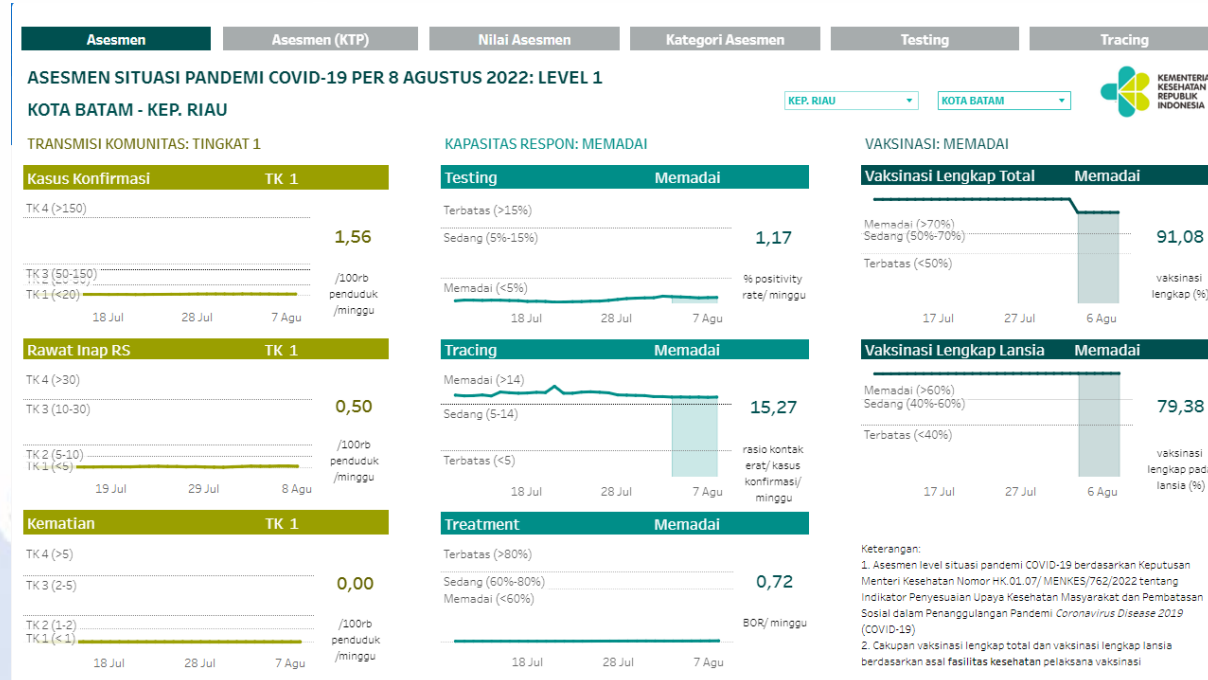 Asesmen
Asesmen (KTP)
Nilai Asesmen
Kategori Asesmen
Testing
Tracing
ASESMEN SITUASI PANDEMI COVID-19 PER 8 AGUSTUS 2022: LEVEL 1
KOTA BATAM - KEP. RIAU
KEP. RIAU
KOTA BATAM
KEMENTERIA
KESEHATAN
REPUBLIK
INDONESIA
TRANSMISI KOMUNITAS: TINGKAT 1
Kasus Konfirmasi TK 1
TK 4 (>150)
TK 3 (50-150)
TK 1 (<20)
1,56
/100rb
penduduk
/minggu
18 Jul 28 Jul 7 Agu
Rawat Inap RS TK 1
TK 4 (>30)
TK 3 (10-30)
TK 2 (5-10)
TK 1 (<5)
0,50
/100rb
penduduk
/minggu
19 Jul 29 Jul 8 Agu
Kematian TK 1
TK 4 (>5)
TK 3 (2-5)
TK 2 (1-2)
TK 1 (<1)
0,00
/100rb
penduduk
/minggu
18 Jul 28 Jul 7 Agu
KAPASITAS RESPON: MEMADAI
Testing Memadai
Terbatas (>15%)
Sedang (5%-15%)
Memadai (<5%)
1,17
% positivity
rate/ minggu
18 Jul 28 Jul 7 Agu
Tracing Memadai
Memadai (>14)
Sedang (5-14)
Terbatas (<5)
15,27
rasio kontak
erat/ kasus
konfirmasi/
minggu
18 Jul 28 Jul 7 Agu
Treatment Memadai
Terbatas (>80%)
Sedang (60%-80%)
Memadai (<60%)
0,72
BOR/ minggu
18 Jul 28 Jul 7 Agu
VAKSINASI: MEMADAI
Vaksinasi Lengkap Total Memadai
Memadai (>70%)
Sedang (50%-70%)
Terbatas (<50%)
91,08
vaksinasi
lengkap (%)
17 Jul 27 Jul 6 Agu
Vaksinasi Lengkap Lansia Memadai
Memadai (>60%)
Sedang (40%-60%)
Terbatas (<40%)
79,38
vaksinasi
lengkap pada
lansia (%)
17 Jul 27 Jul 6 Agu
Keterangan:
1. Asesmen level situasi pandemi COVID-19 berdasarkan Keputusan
Menteri Kesehatan Nomor HK.01.07/ MENKES/762/2022 tentang
Indikator Penyesuaian Upaya Kesehatan Masyarakat dan Pembatasan
Sosial dalam Penanggulangan Pandemi Coronavirus Disease 2019
(COVID-19)
2. Cakupan vaksinasi lengkap total dan vaksinasi lengkap lansia
berdasarkan asal fasilitas kesehatan pelaksana vaksinasi